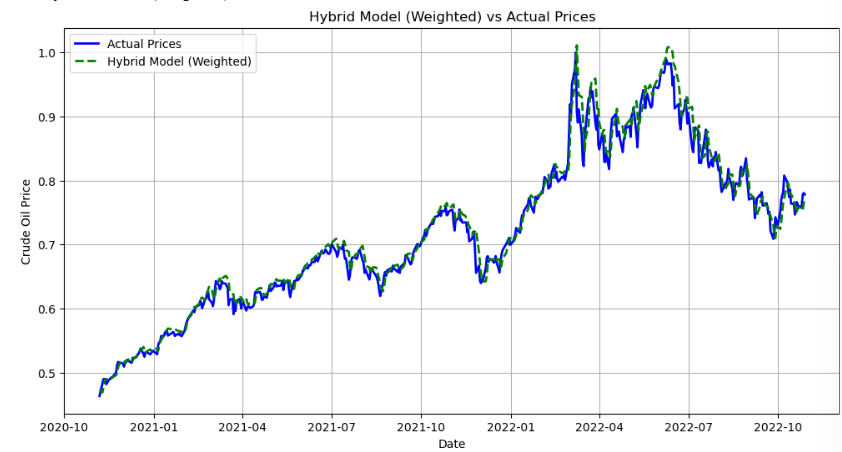 Hybrid Model (Weighted) vs Actual Prices
Actual Prices
Hybrid Model (Weighted)
1.0
0.9
0.8
0.7
0.6
0.5
Crude Oil Price
2020-10 2021-01 2021-04 2021-07 2021-10 2022-01 2022-04 2022-07 2022-10
Date